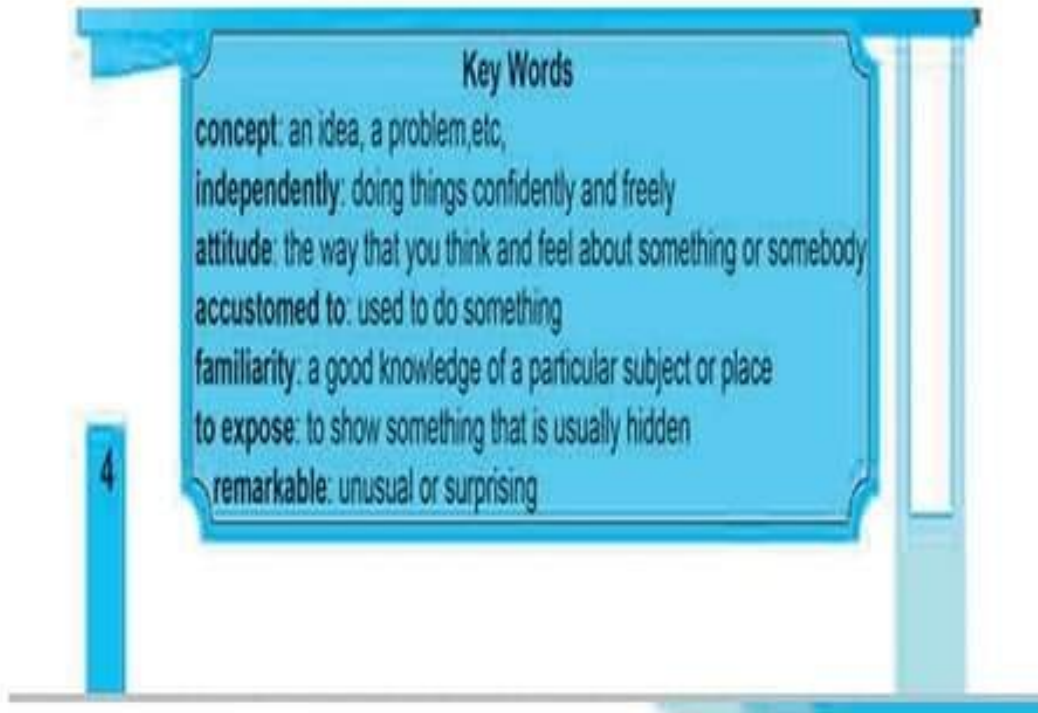 Key Words
concept: an idea, a problem,etc,
independently: doing things confidently and freely
attitude: the way that you think and feel about something or somebody
accustomed to: used to do something
familiarity: a good knowledge of a particular subject or place
to expose: to show something that is usually hidden
remarkable: unusual or surprising
4